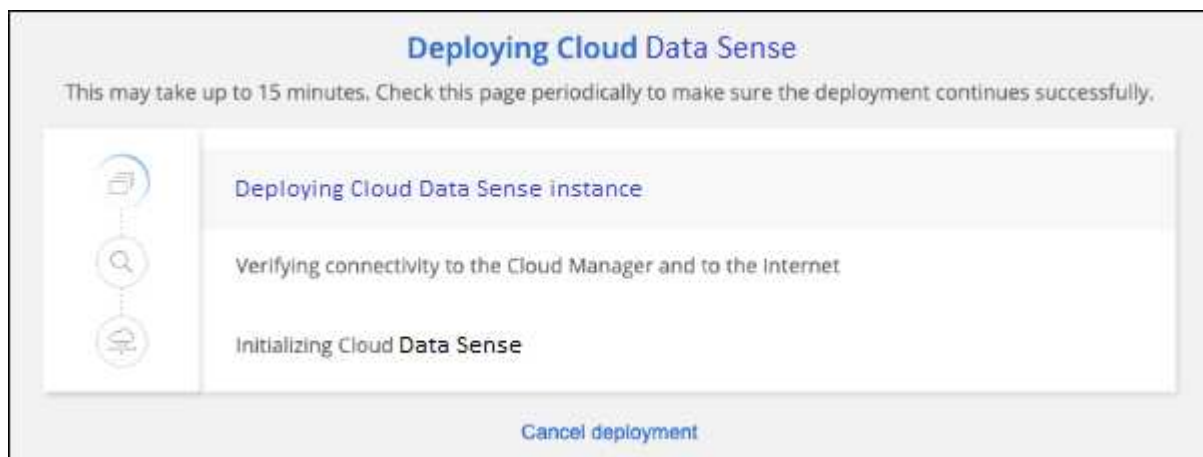 Deploying Cloud Data Sense
This may take up to 15 minutes. Check this page periodically to make sure the deployment continues successfully.
Deploying Cloud Data Sense instance
Verifying connectivity to the Cloud Manager and to the Internet
Initializing Cloud Data Sense
Cancel deployment